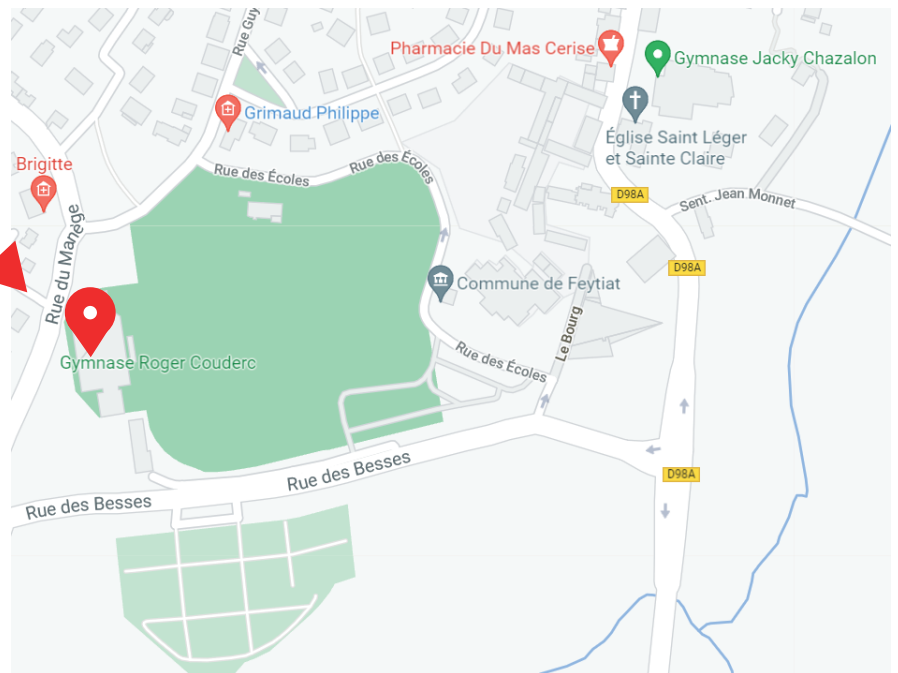 Rue Guy
Pharmacie Du Mas Cerise
Gymnase Jacky Chazalon
Grimaud Philippe
Église Saint Léger
et Sainte Claire
Rue des Écoles
Rue des Écoles
Brigitte
D98A
Sent. Jean Monnet
Rue du Manège
D98A
Commune de Feytiat
Le Bourg
Gymnase Roger Couderc
Rue des Écoles
Rue des Besses
D98A
Rue des Besses